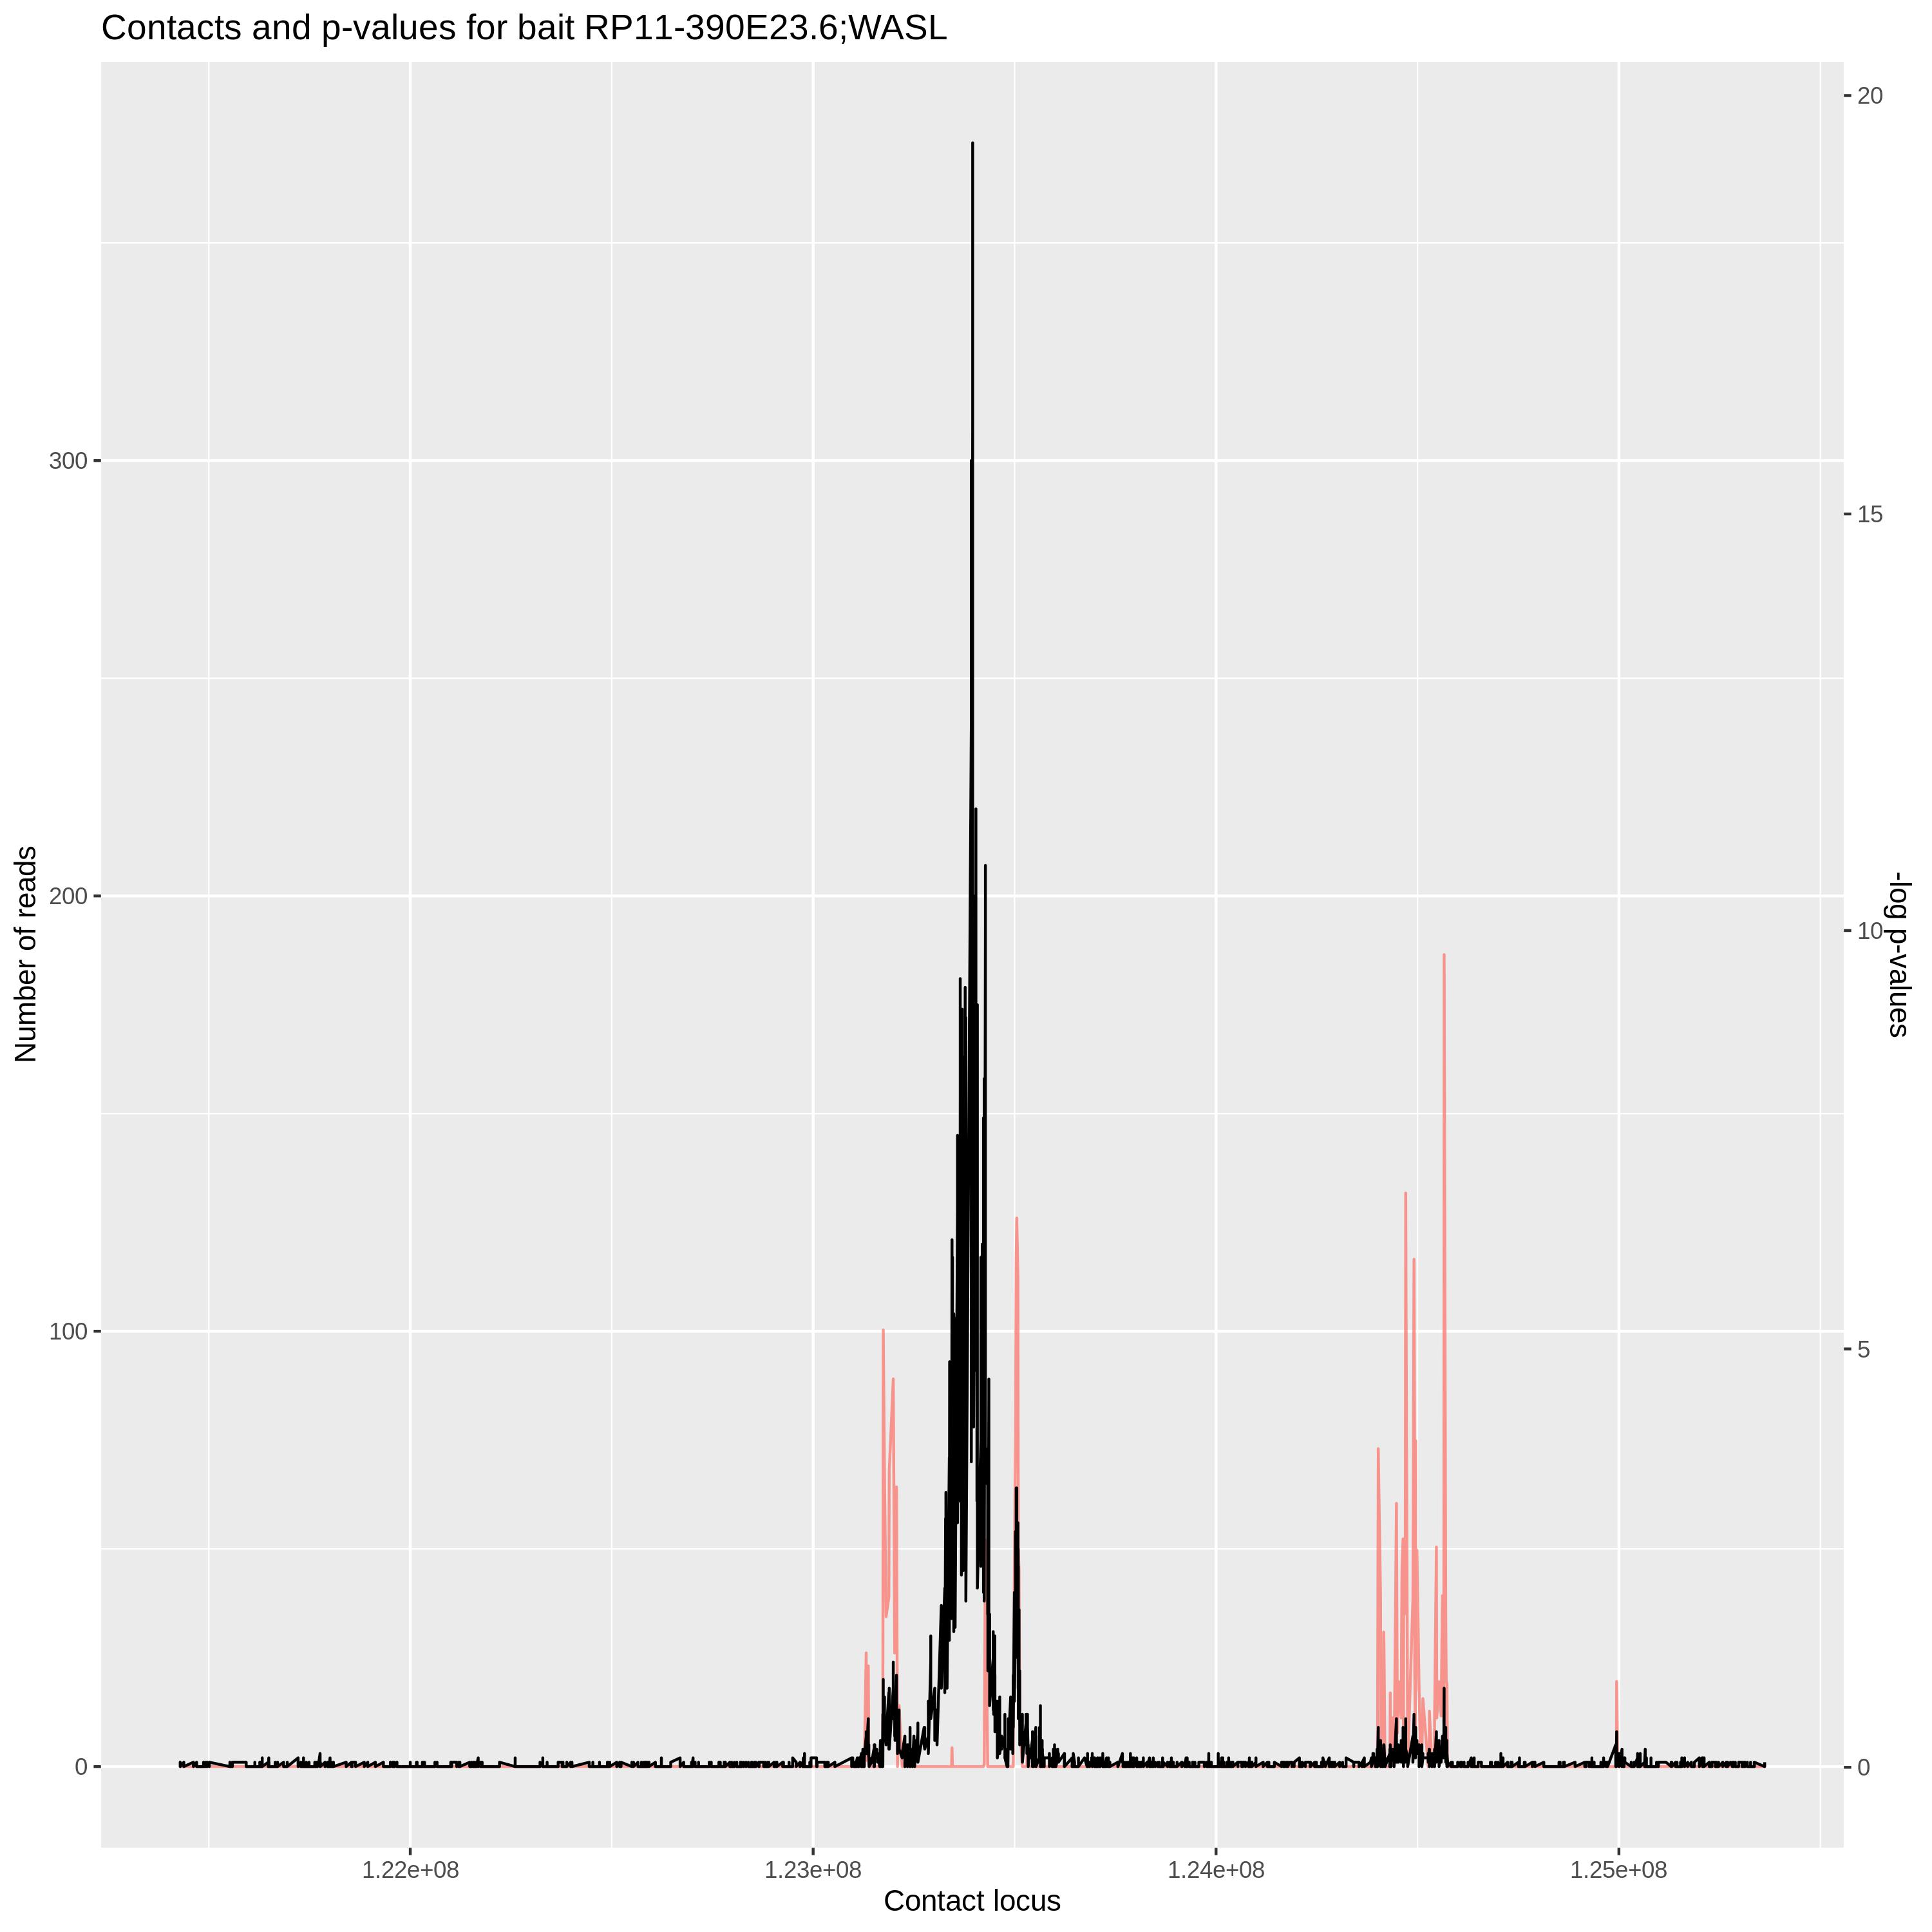 Contacts and p-values for bait RP11-390E23.6;WASL
Number of reads
300
200
100
0
20
15
10
5
0
-log p-values
1.22e+08 1.23e+08 1.24e+08 1.25e+08
Contact locus